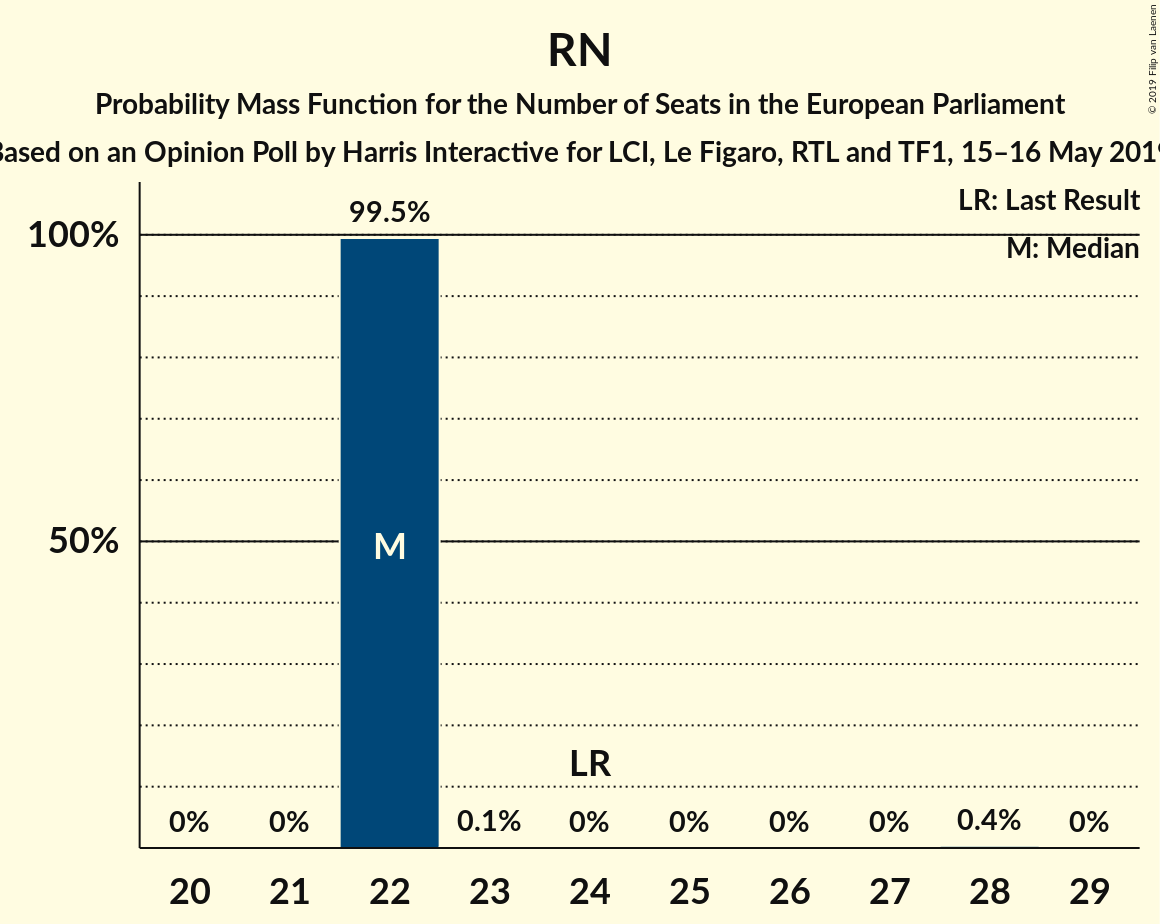 RN
Probability Mass Function for the Number of Seats in the European Parliament
Based on an Opinion Poll by Harris Interactive for LCI, Le Figaro, RTL and TF1, 15–16 May 2019
© 2019 Filip van Laenen
LR: Last Result
M: Median
100%
50%
99.5%
M
LR
0% 0% 0.1% 0% 0% 0% 0% 0.4% 0%
20 21 22 23 24 25 26 27 28 29